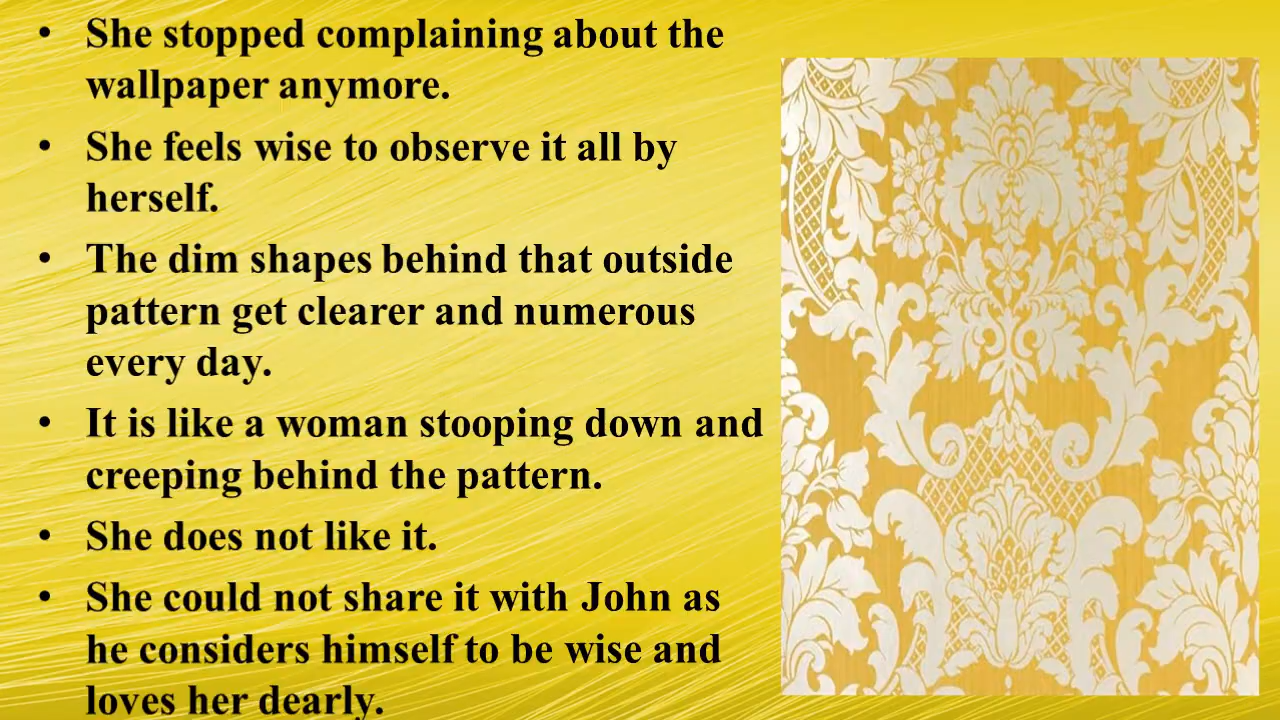 • She stopped complaining about the
wallpaper anymore.
• She feels wise to observe it all by
herself.
• The dim shapes behind that outside
pattern get clearer and numerous
every day.
• It is like a woman stooping down and
creeping behind the pattern.
• She does not like it.
• She could not share it with John as
he considers himself to be wise and
loves her dearly.